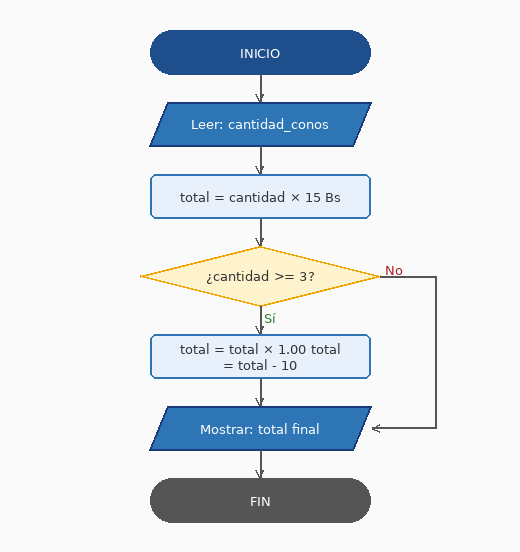 INICIO
Leer: cantidad_conos
total = cantidad × 15 Bs
¿cantidad >= 3?
No
Sí
total = total × 1.00 total
= total - 10
Mostrar: total final
FIN